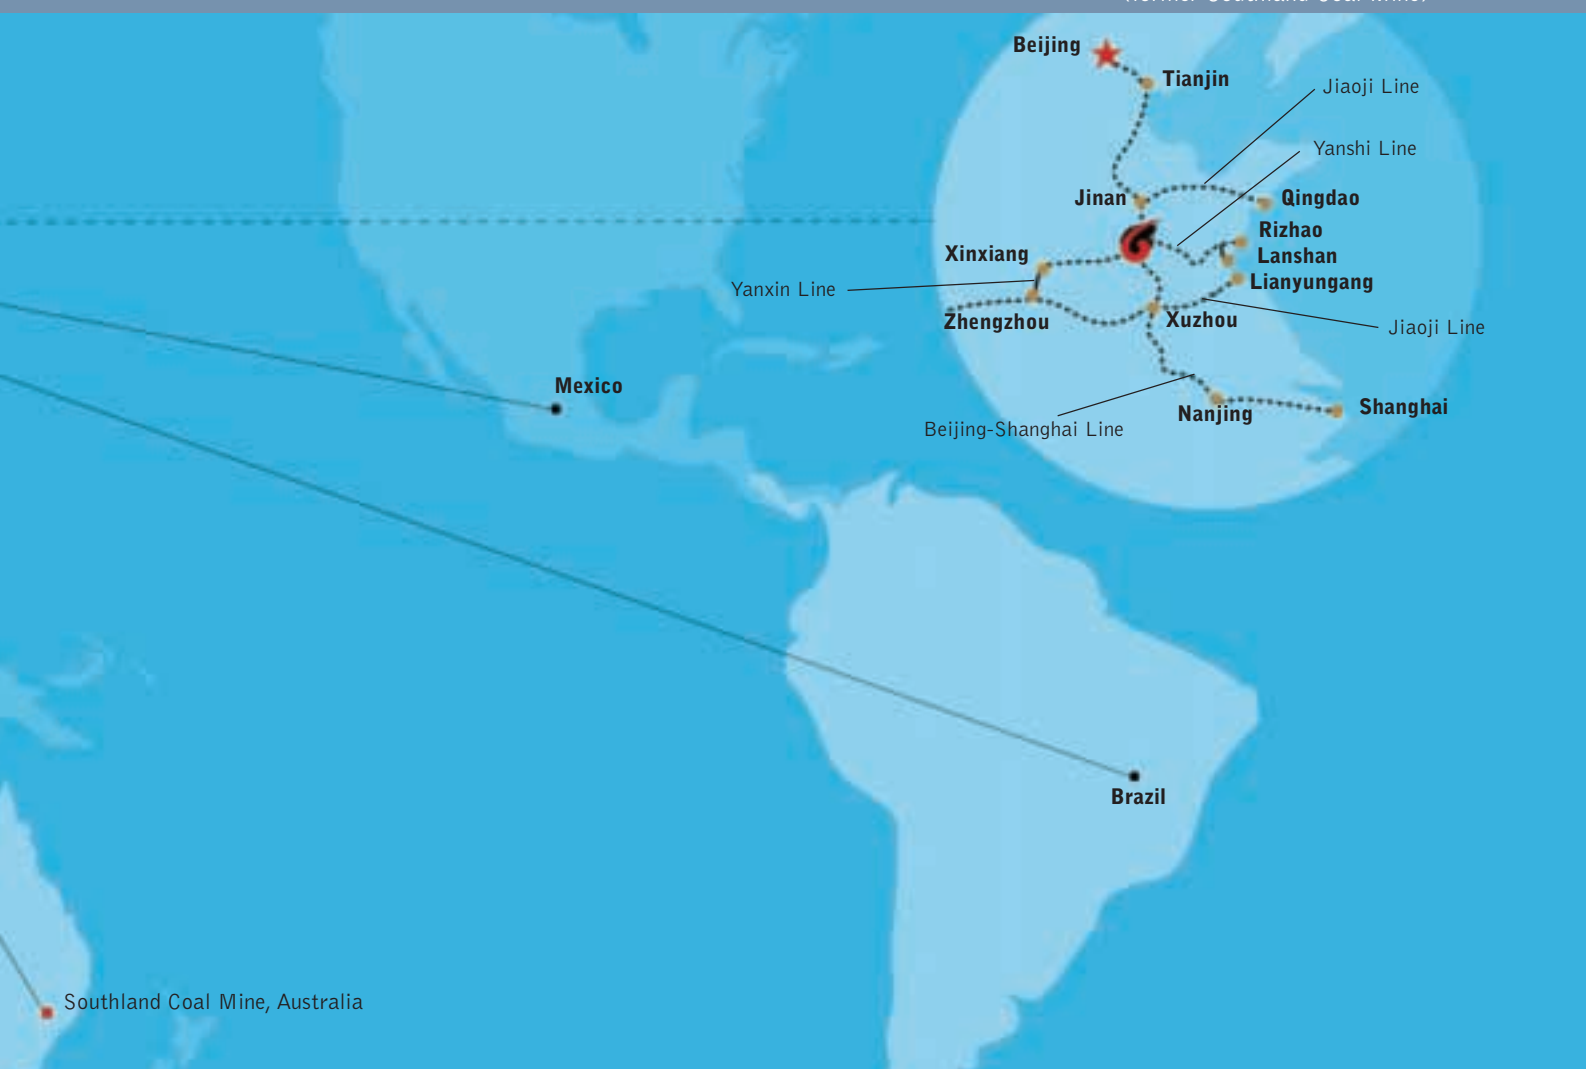 Beijing
Tianjin
Jiaoji Line
Yanshi Line
Jinan
Qingdao
Rizhao
Xinxiang
Lanshan
Lianyungang
Yanxin Line
Zhengzhou
Xuzhou
Jiaoji Line
Mexico
Nanjing
Shanghai
Beijing-Shanghai Line
Brazil
Southland Coal Mine, Australia